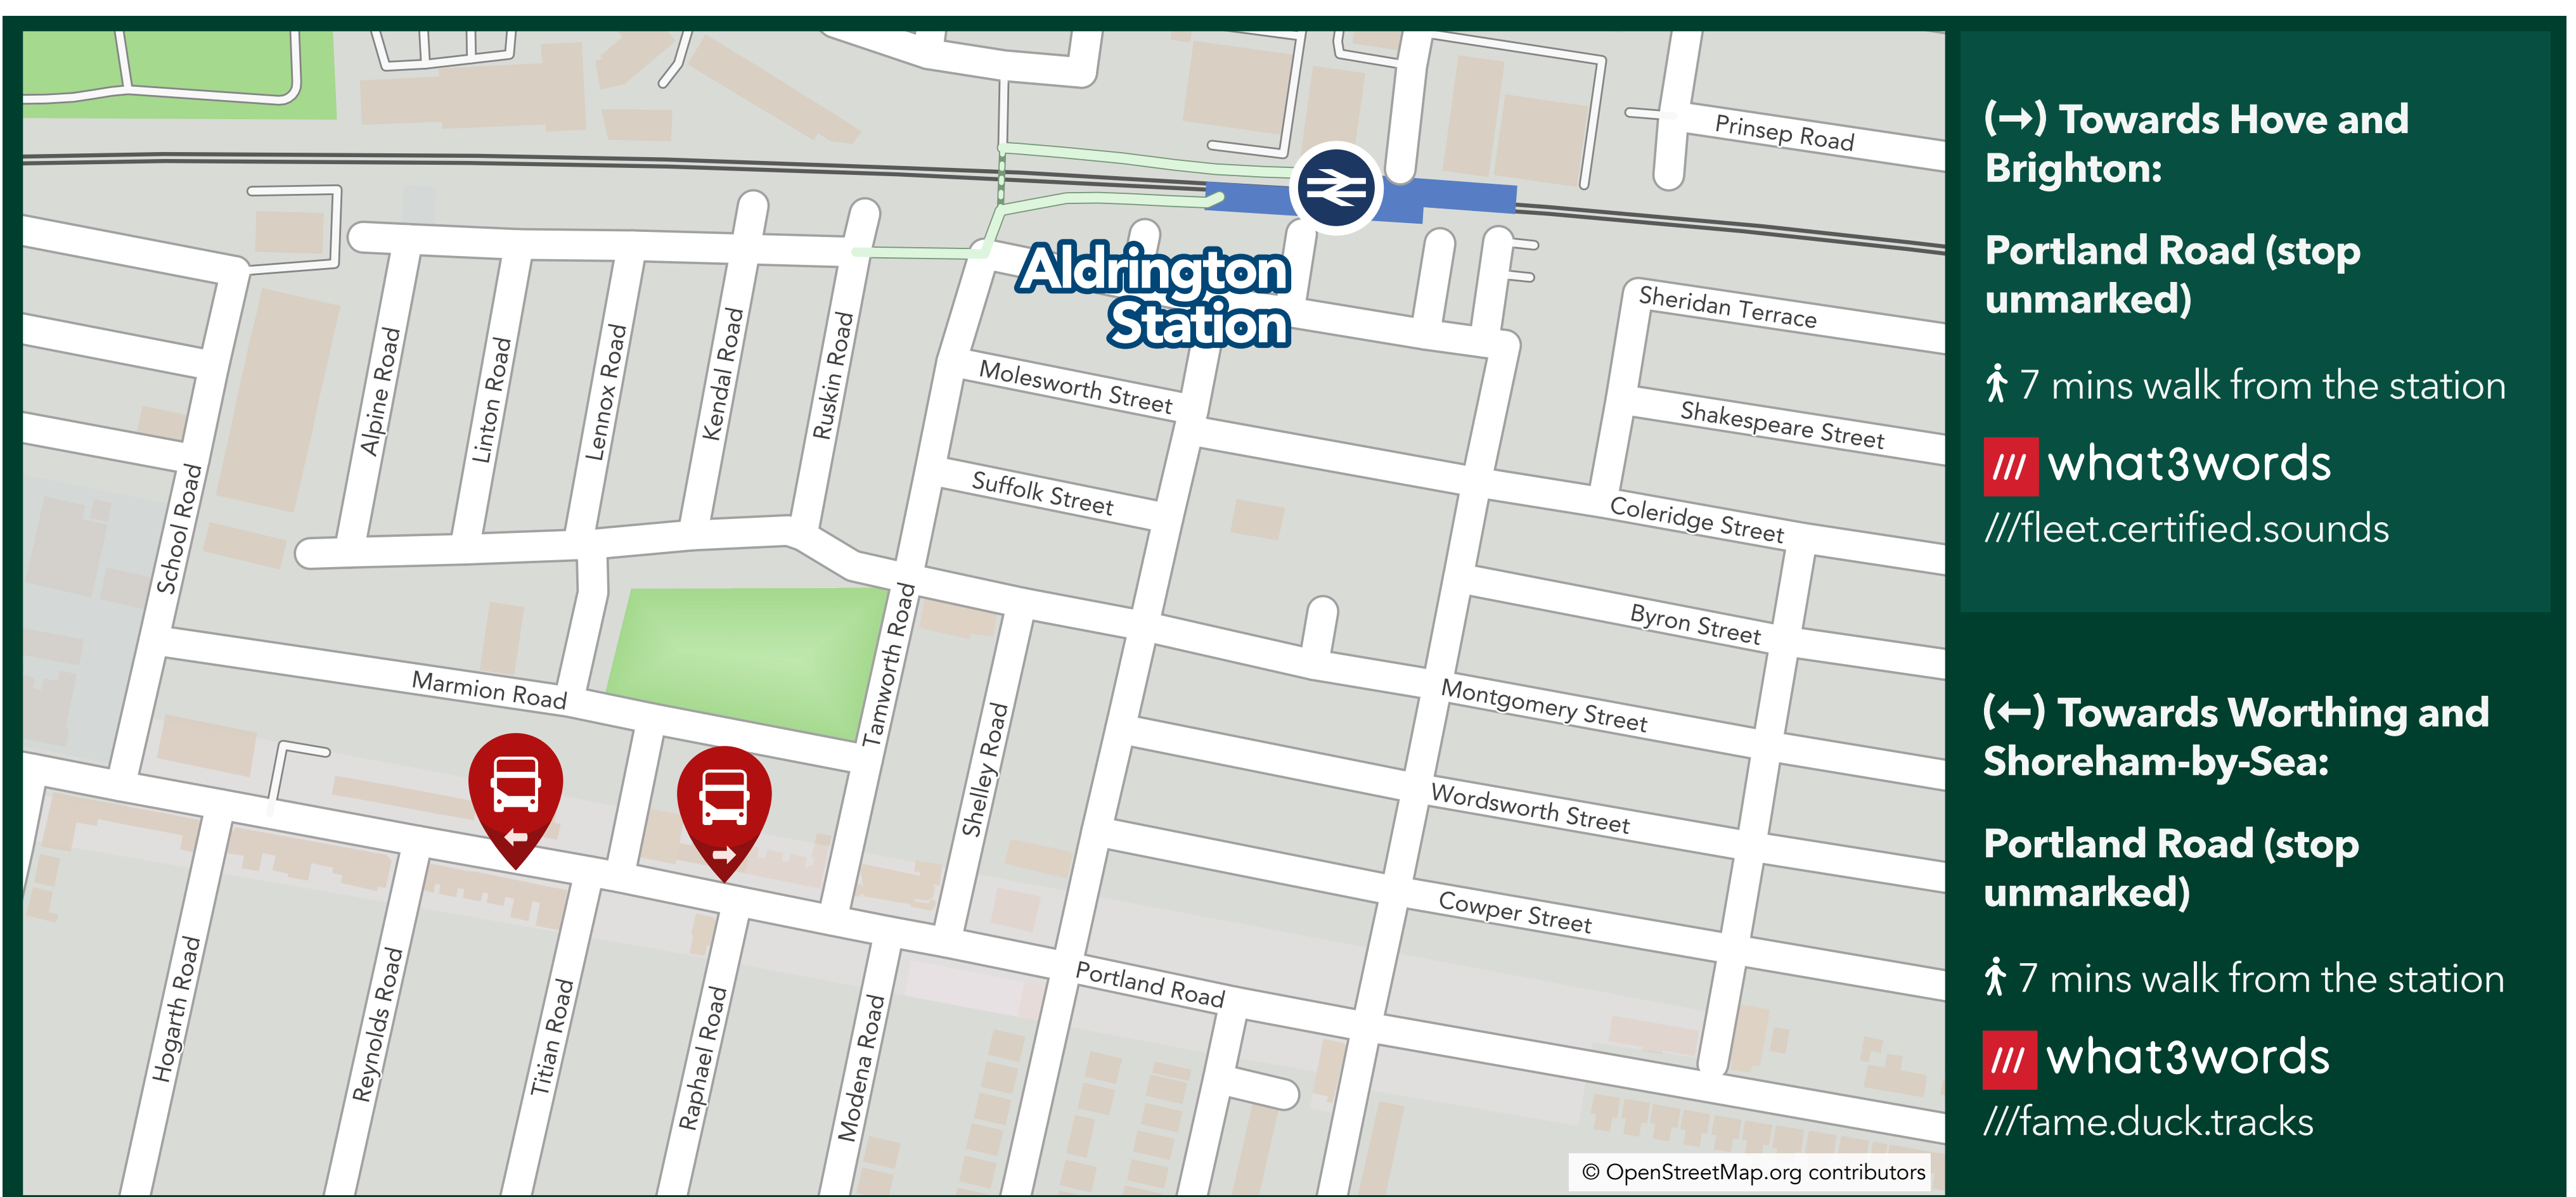 Prinsep Road
Aldrington
Station
Sheridan Terrace
Molesworth Street
Shakespeare Street
Alpine Road
Linton Road
Lennox Road
Kendal Road
Ruskin Road
Suffolk Street
Coleridge Street
School Road
Byron Street
Tamworth Road
Marmion Road
Montgomery Street
Shelley Road
Wordsworth Street
Cowper Street
Portland Road
Hogarth Road
Reynolds Road
Titian Road
Raphael Road
Modena Road
© OpenStreetMap.org contributors
(→) Towards Hove and
Brighton:
Portland Road (stop
unmarked)
7 mins walk from the station
/// what3words
///fleet.certified.sounds
(←) Towards Worthing and
Shoreham-by-Sea:
Portland Road (stop
unmarked)
7 mins walk from the station
/// what3words
///fame.duck.tracks